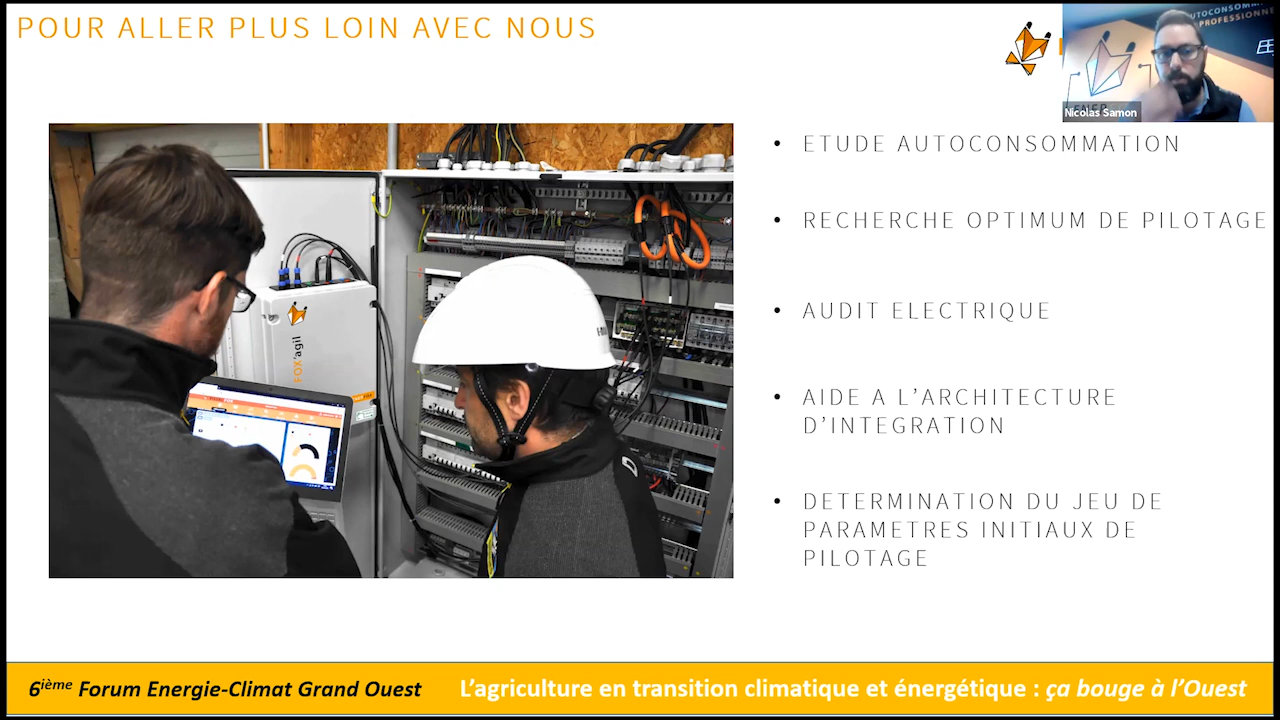 POUR ALLER PLUS LOIN AVEC NOUS
AUTOCONSOMM
PROFESSIONNE
Nicolas Samon
• ETUDE AUTOCONSOMMATION
• RECHERCHE OPTIMUM DE PILOTAGE
• AUDIT ELECTRIQUE
• AIDE A L’ARCHITECTURE
D’INTEGRATION
• DETERMINATION DU JEU DE
PARAMETRES INITIAUX DE
PILOTAGE
FOX'agil
6ième Forum Energie-Climat Grand Ouest
L’agriculture en transition climatique et énergétique : ça bouge à l’Ouest